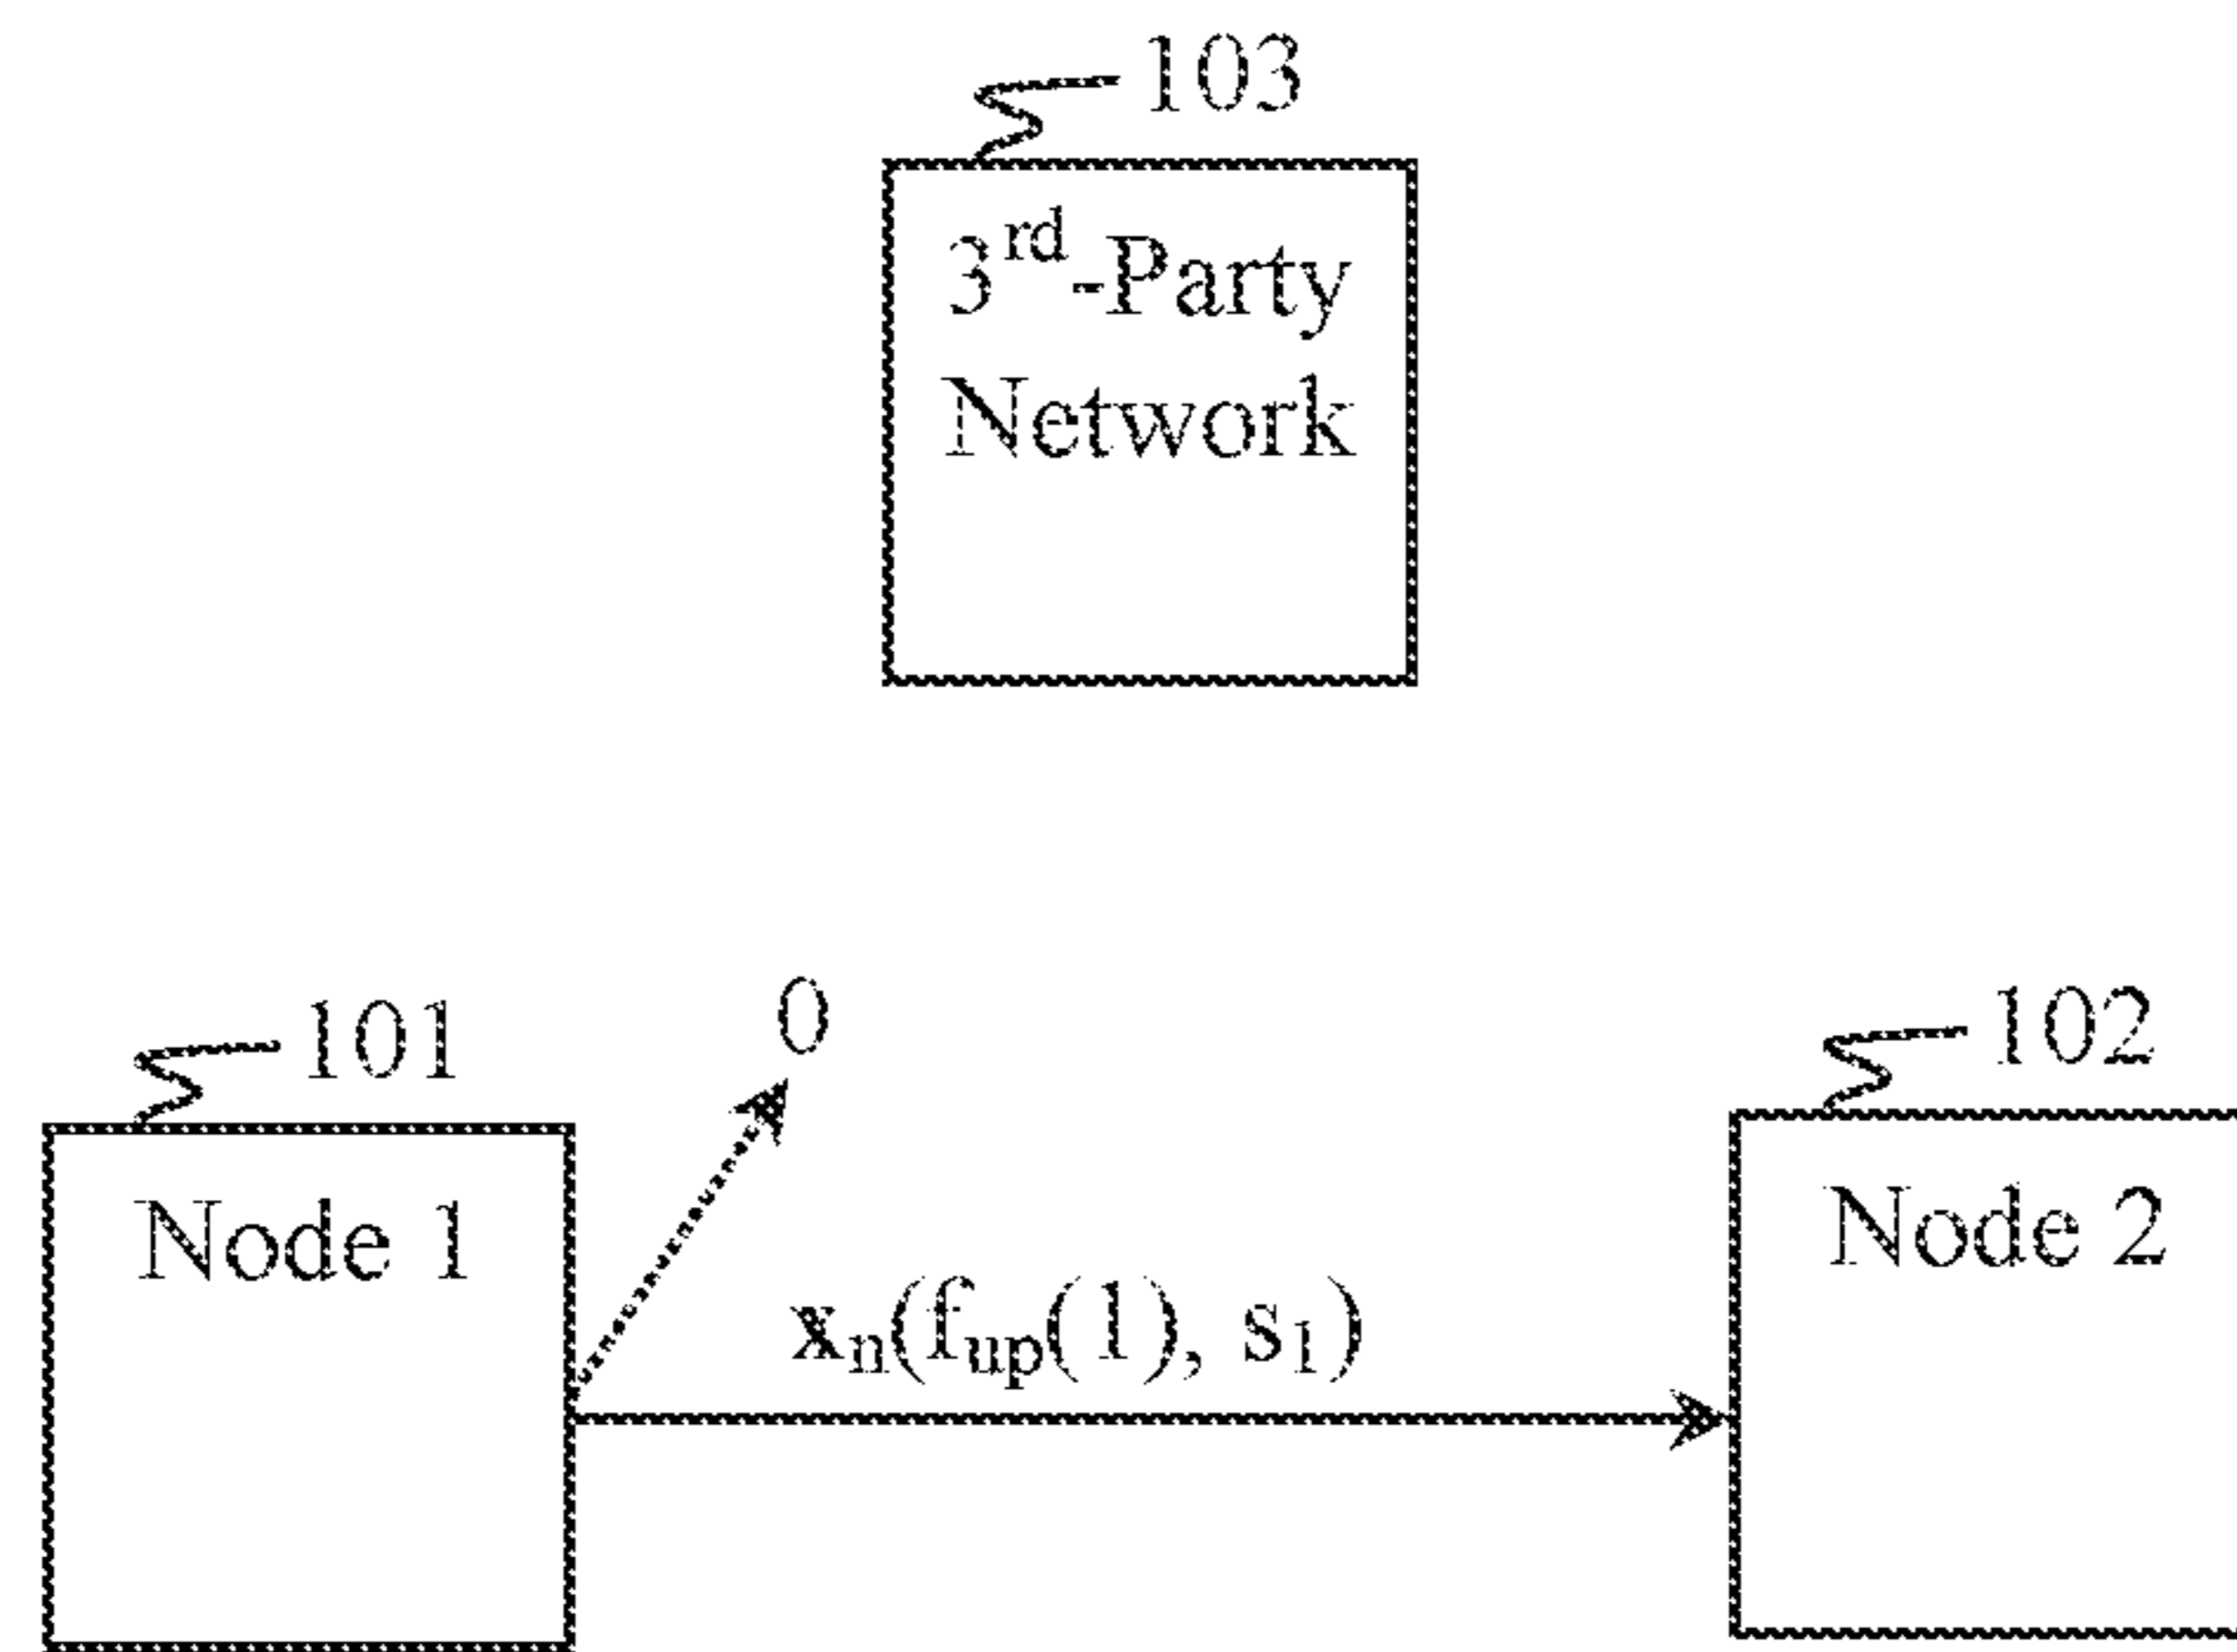 103
3rd-Party
Network
0
101
102
Node 1
Node 2
xn(fup(1), s1)